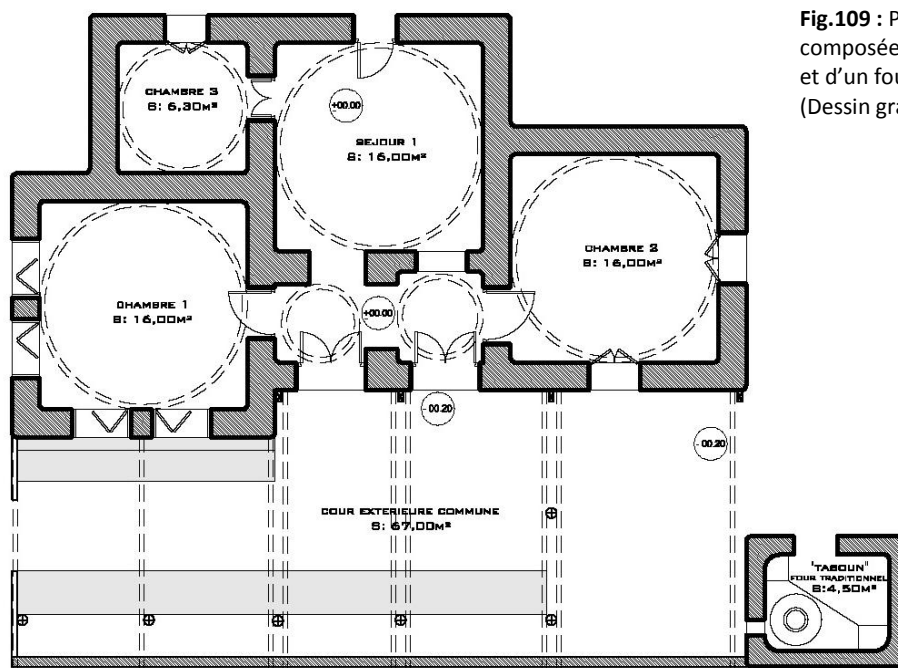 Fig.109 : P
composée
et d’un fou
(Dessin gra
CHAMBRE 3
S: 6,30M²
+00.00
SEJOUR 1
S: 16,00M²
CHAMBRE 2
S: 16,00M²
CHAMBRE 1
S: 16,00M²
+00.00
-00.20
-00.20
COUR EXTERIEURE COMMUNE
S: 67,00M²
"TABOUN"
FOUR TRADITIONNEL
S:4,50M²